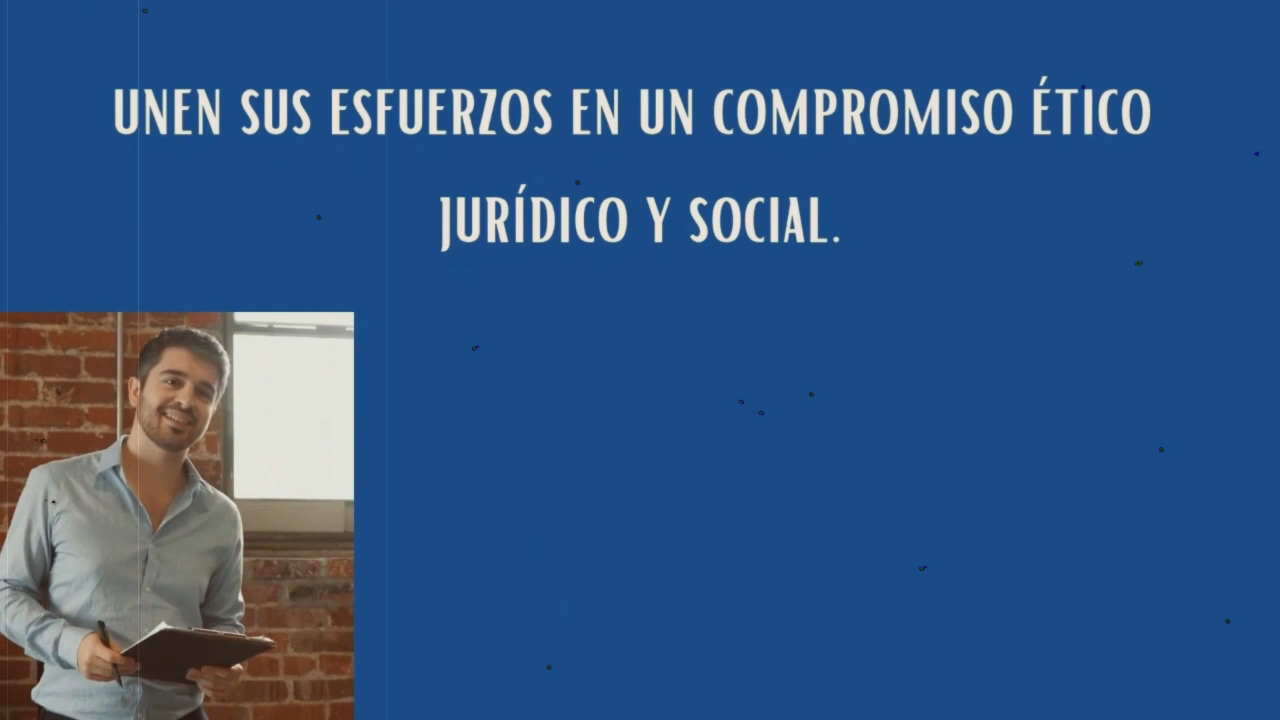 UNEN SUS ESFUERZOS EN UN COMPROMISO ÉTICO
JURÍDICO Y SOCIAL.